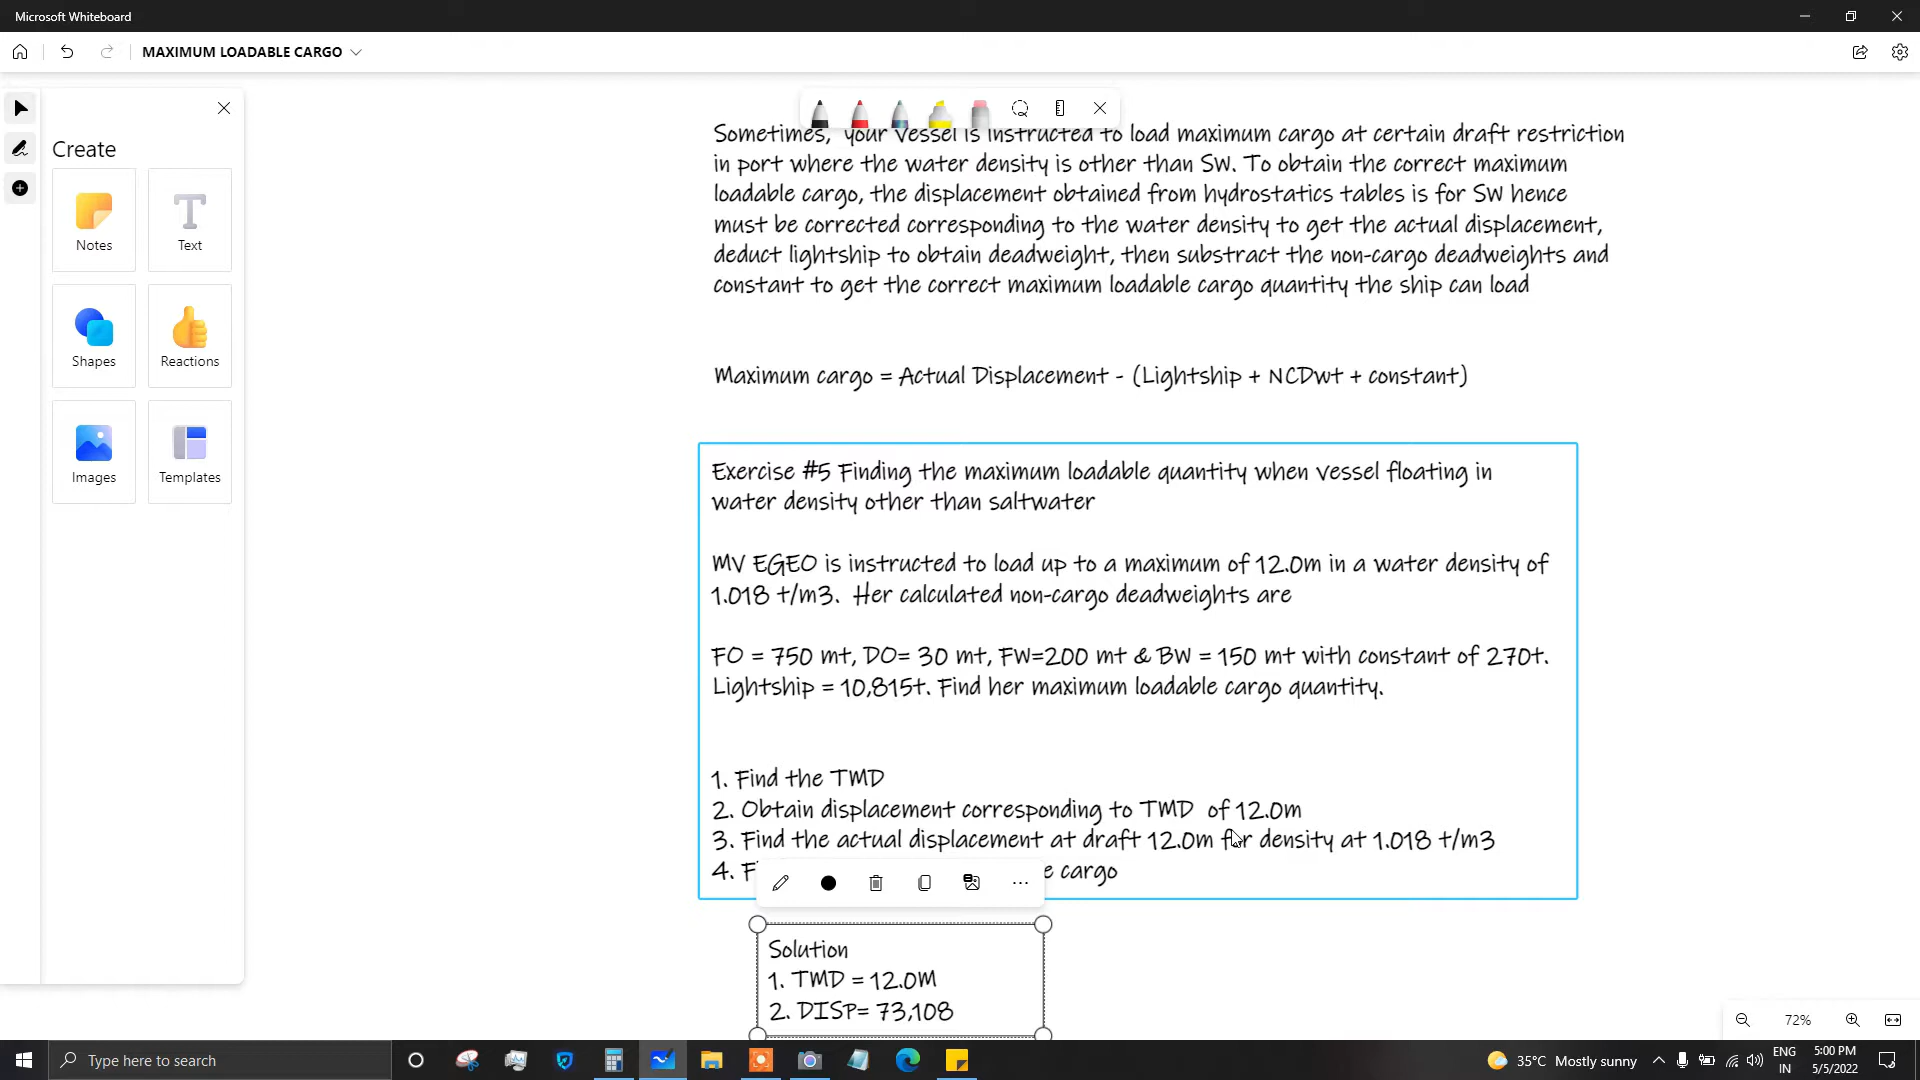 Microsoft Whiteboard
MAXIMUM LOADABLE CARGO
Create
Notes
Text
Shapes
Reactions
Images
Templates
Sometimes, your vessel is instructed to load maximum cargo at certain draft restriction
in port where the water density is other than SW. To obtain the correct maximum
loadable cargo, the displacement obtained from hydrostatics tables is for SW hence
must be corrected corresponding to the water density to get the actual displacement,
deduct lightship to obtain deadweight, then substract the non-cargo deadweights and
constant to get the correct maximum loadable cargo quantity the ship can load
Maximum cargo = Actual Displacement - (Lightship + NCDwt + constant)
Exercise #5 Finding the maximum loadable quantity when vessel floating in
water density other than saltwater
MV EGEO is instructed to load up to a maximum of 12.0m in a water density of
1.018 t/m3. Her calculated non-cargo deadweights are
FO = 750 mt, DO= 30 mt, FW=200 mt & BW = 150 mt with constant of 270t.
Lightship = 10,815t. Find her maximum loadable cargo quantity.
1. Find the TMD
2. Obtain displacement corresponding to TMD of 12.0m
3. Find the actual displacement at draft 12.0m for density at 1.018 t/m3
4. F cargo
Solution
1. TMD = 12.0M
2. DISP= 73,108
72%
Type here to search
35°C Mostly sunny
ENG
IN
5:00 PM
5/5/2022